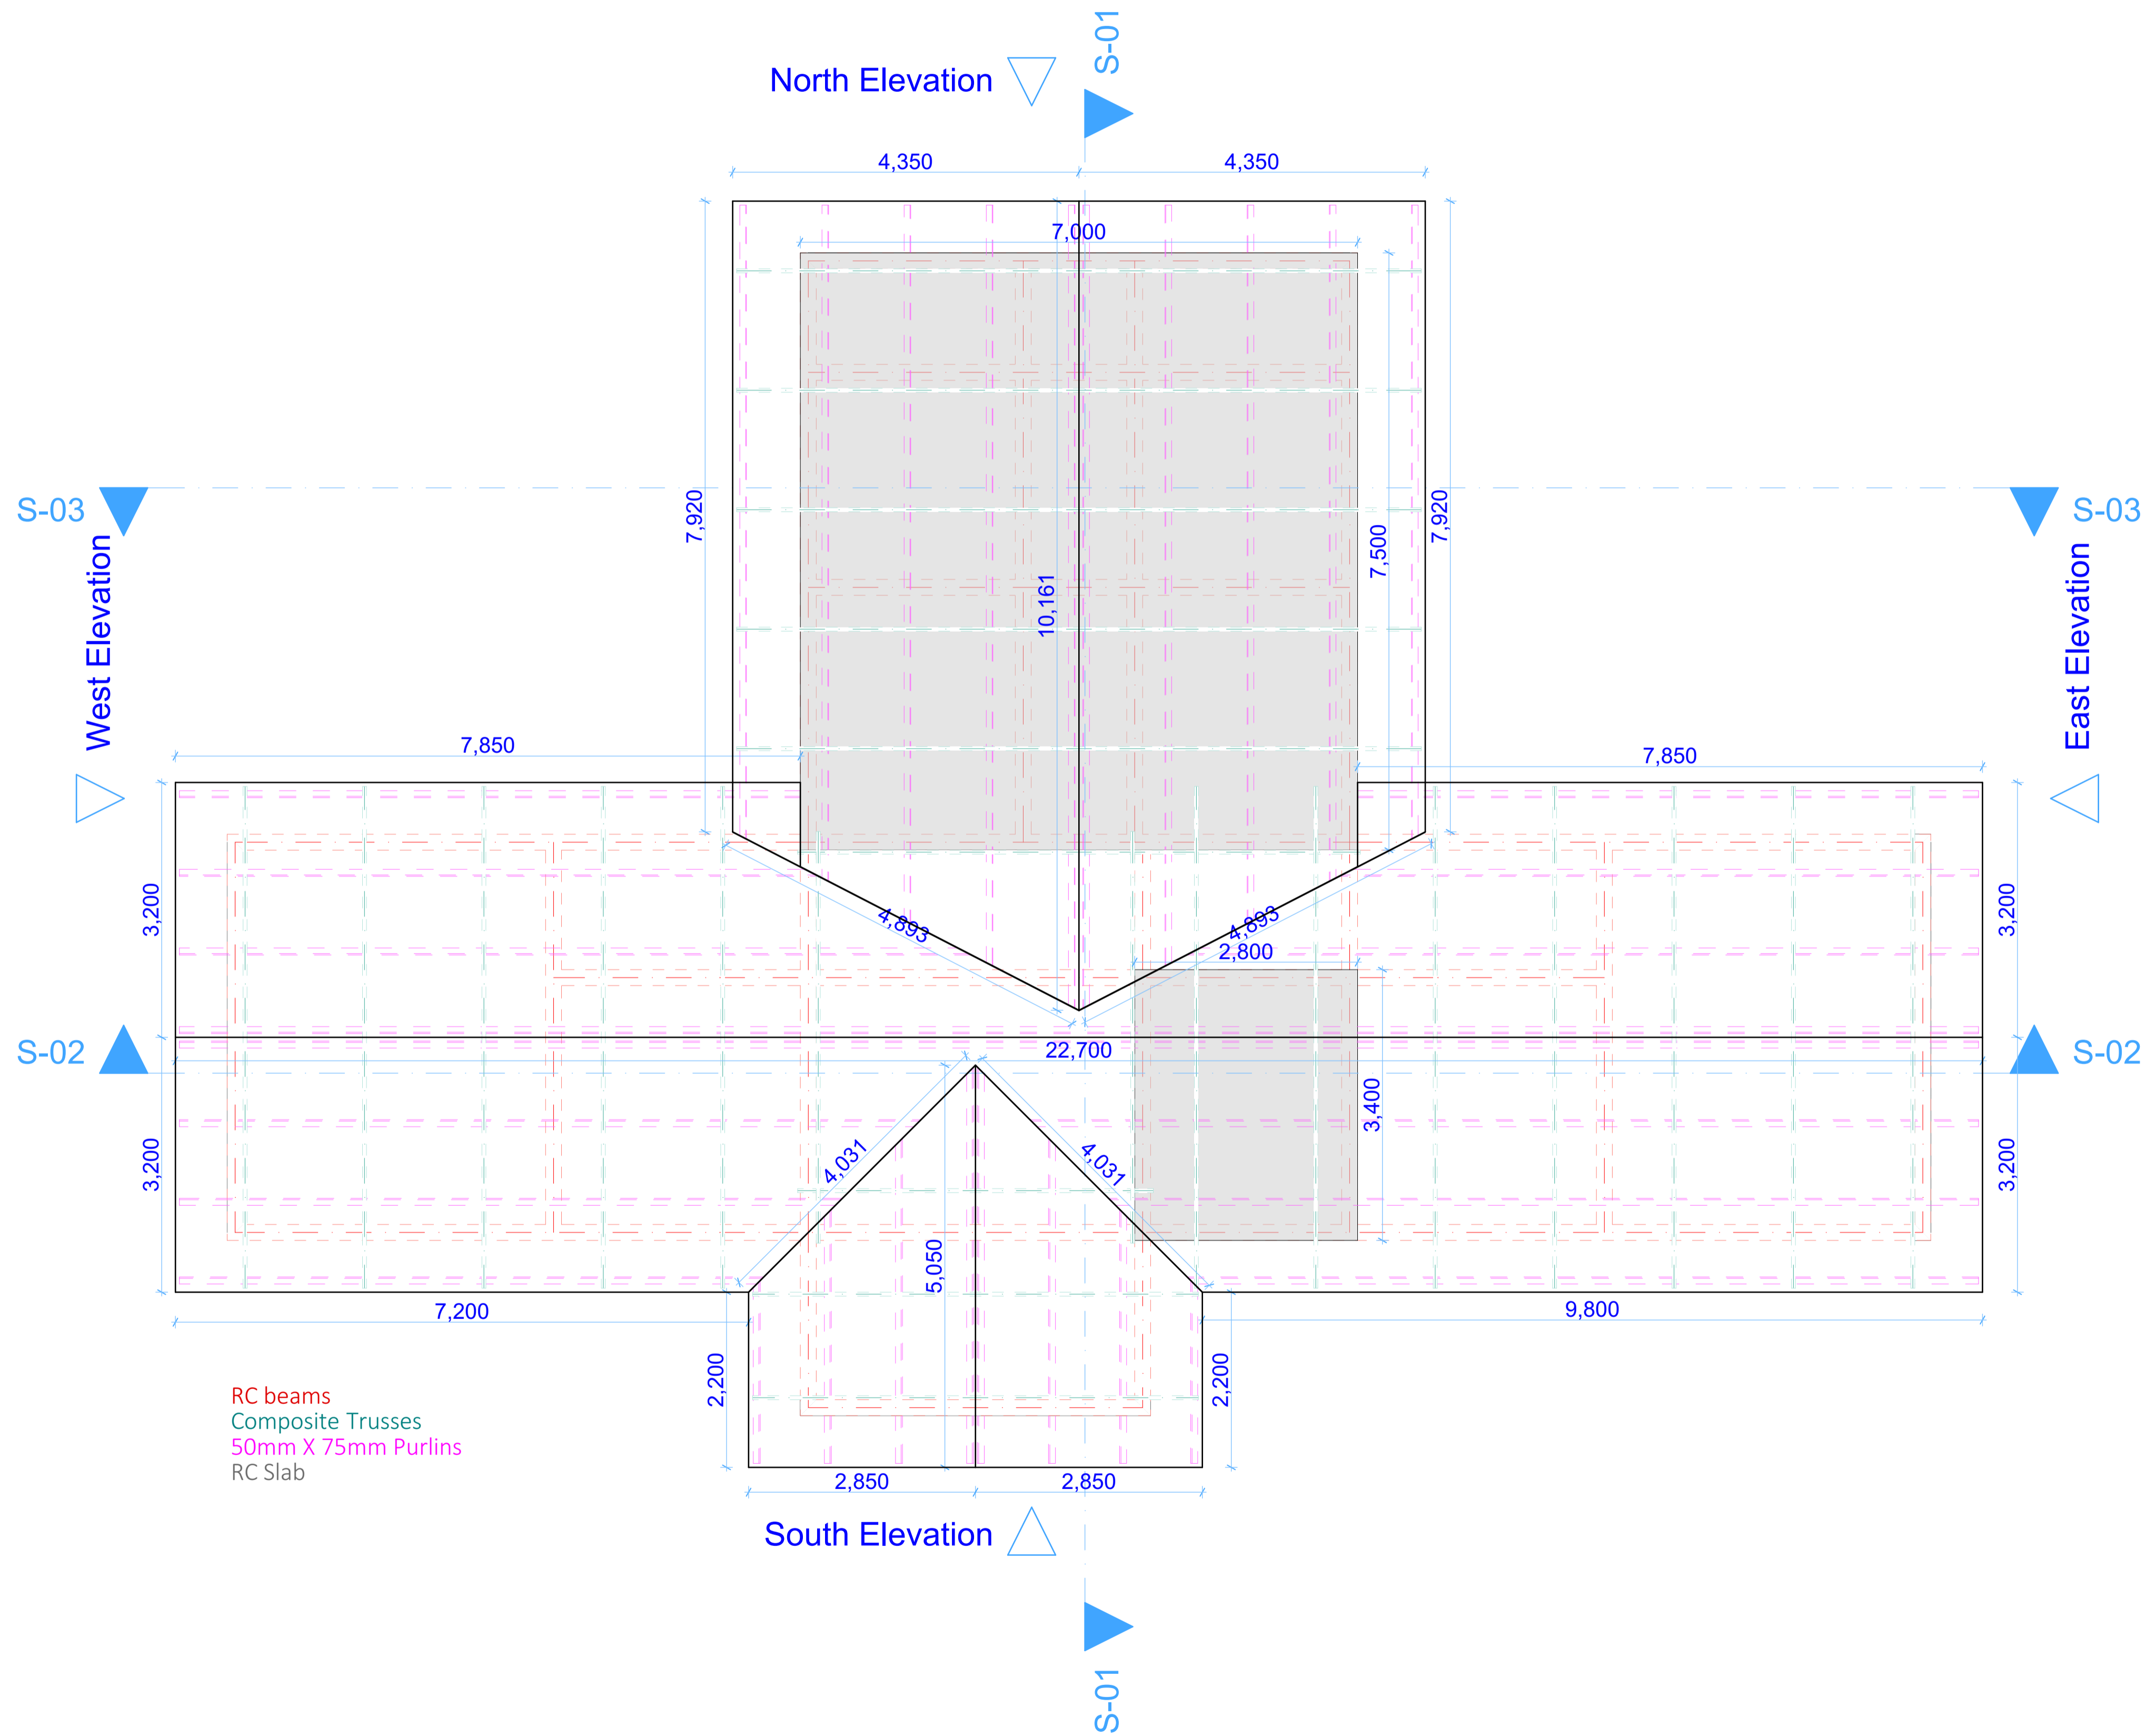 S-01
North Elevation
4,350
4,350
7,000
S-03
S-03
West Elevation
East Elevation
7,920
7,920
7,500
10,161
7,850
7,850
3,200
3,200
4,893
4,893
2,800
S-02
S-02
22,700
3,400
3,200
3,200
4,031
4,031
5,050
7,200
9,800
2,200
2,200
RC beams
Composite Trusses
50mm X 75mm Purlins
RC Slab
2,850
2,850
South Elevation
S-01